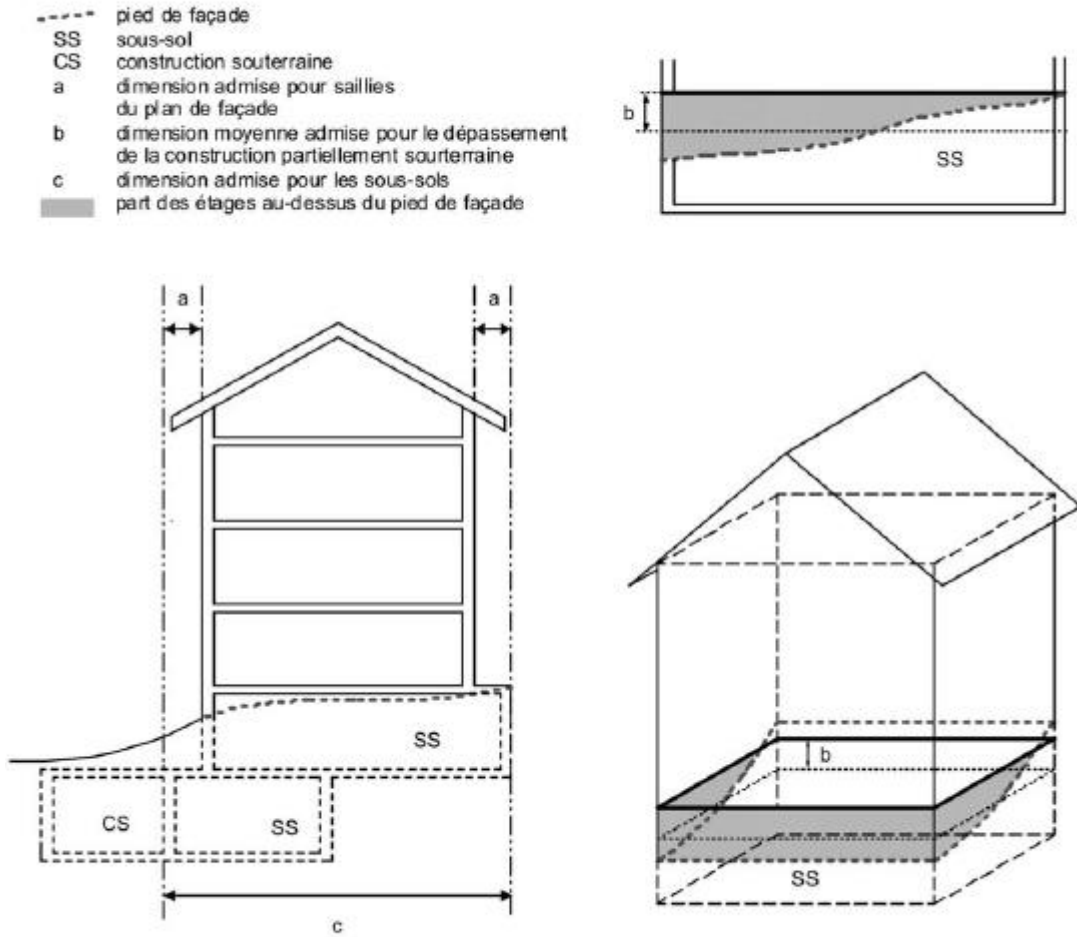 pied de façade
SS sous-sol
CS construction souterraine
a dimension admise pour saillies
du plan de façade
b dimension moyenne admise pour le dépassement
de la construction partiellement sourterraine
c dimension admise pour les sous-sols
part des étages au-dessus du pied de façade
b
SS
a
a
SS
CS
SS
c
b
SS